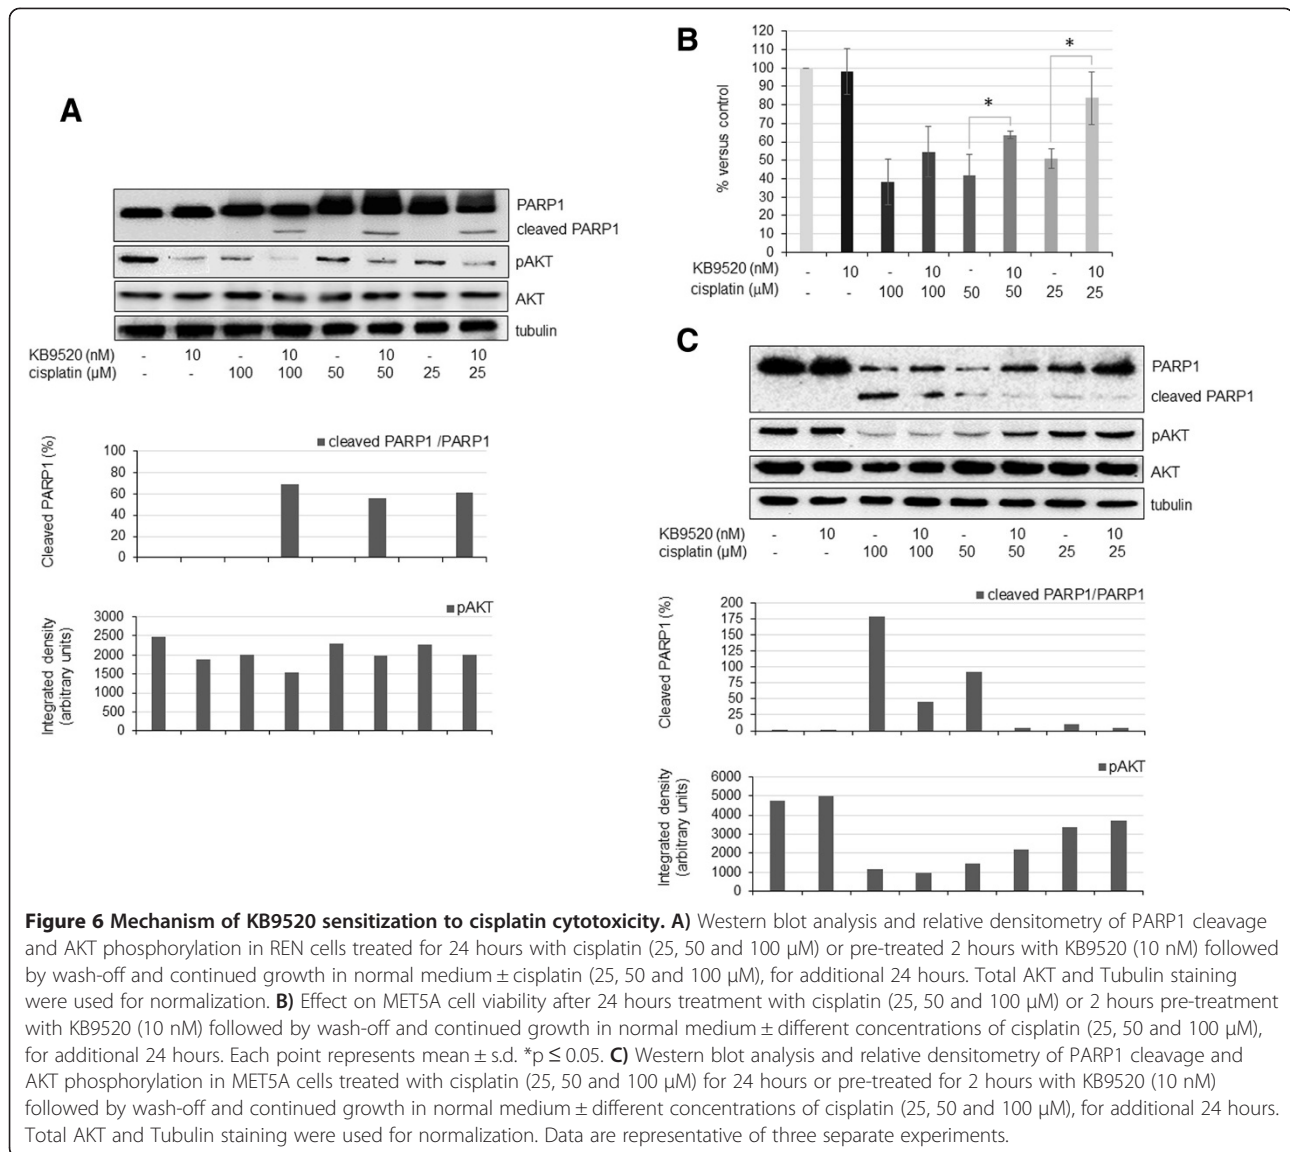 A
PARP1
cleaved PARP1
pAKT
AKT
tubulin
KB9520 (nM) - 10 - 10 - 10 - 10
cisplatin (µM) - - 100 100 50 50 25 25
cleaved PARP1 /PARP1
Cleaved PARP1 (%)
100
80
60
40
20
0
pAKT
Integrated density
(arbitrary units)
3000
2500
2000
1500
1000
500
0
B
% versus control
120
110
100
90
80
70
60
50
40
30
20
10
0
*
*
KB9520 (nM) - 10 - 10 - 10 - 10
cisplatin (µM) - - 100 100 50 50 25 25
C
PARP1
cleaved PARP1
pAKT
AKT
tubulin
KB9520 (nM) - 10 - 10 - 10 - 10
cisplatin (µM) - - 100 100 50 50 25 25
cleaved PARP1/PARP1
Cleaved PARP1 (%)
200
175
150
125
100
75
50
25
0
pAKT
Integrated density
(arbitrary units)
6000
5000
4000
3000
2000
1000
0
Figure 6 Mechanism of KB9520 sensitization to cisplatin cytotoxicity. A) Western blot analysis and relative densitometry of PARP1 cleavage
and AKT phosphorylation in REN cells treated for 24 hours with cisplatin (25, 50 and 100 µM) or pre-treated 2 hours with KB9520 (10 nM) followed
by wash-off and continued growth in normal medium ± cisplatin (25, 50 and 100 µM), for additional 24 hours. Total AKT and Tubulin staining
were used for normalization. B) Effect on MET5A cell viability after 24 hours treatment with cisplatin (25, 50 and 100 µM) or 2 hours pre-treatment
with KB9520 (10 nM) followed by wash-off and continued growth in normal medium ± different concentrations of cisplatin (25, 50 and 100 µM),
for additional 24 hours. Each point represents mean ± s.d. *p ≤ 0.05. C) Western blot analysis and relative densitometry of PARP1 cleavage and
AKT phosphorylation in MET5A cells treated with cisplatin (25, 50 and 100 µM) for 24 hours or pre-treated for 2 hours with KB9520 (10 nM)
followed by wash-off and continued growth in normal medium ± different concentrations of cisplatin (25, 50 and 100 µM), for additional 24 hours.
Total AKT and Tubulin staining were used for normalization. Data are representative of three separate experiments.